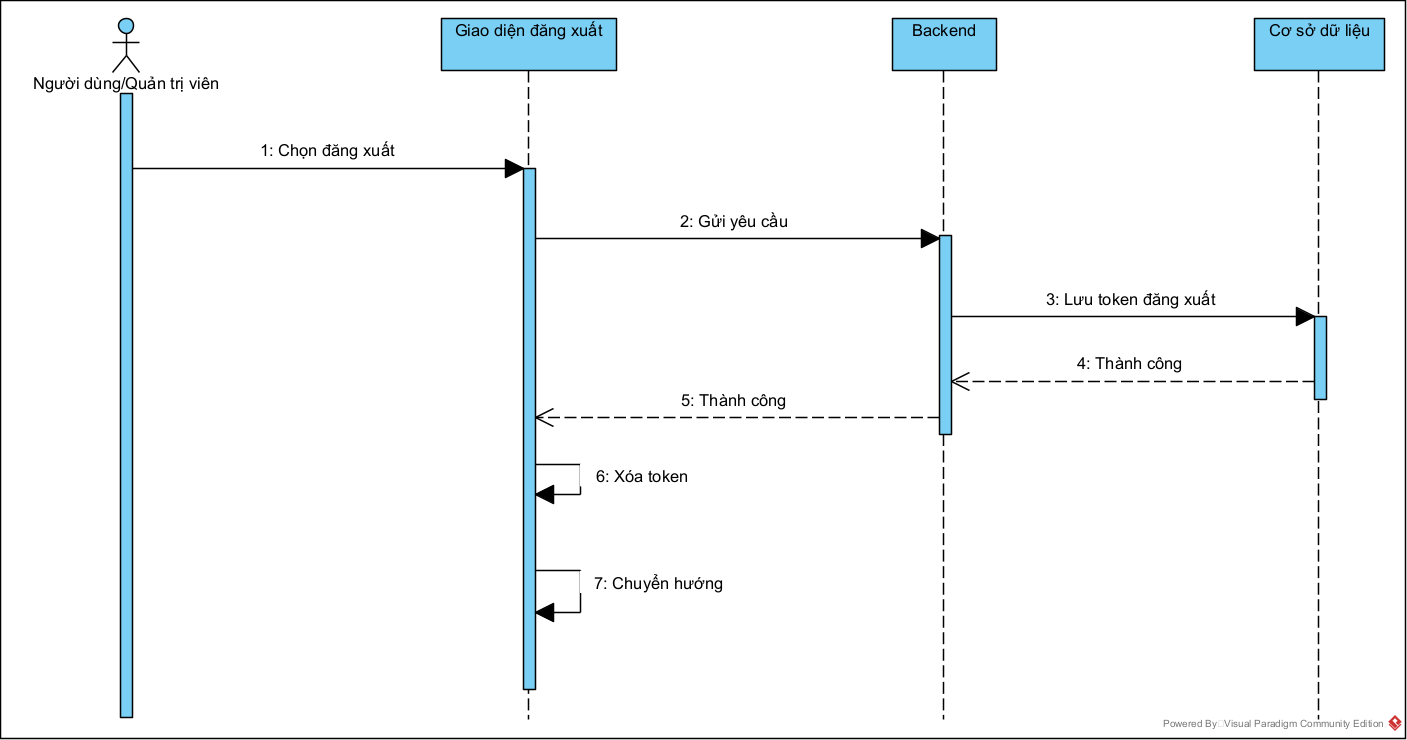 Giao diện đăng xuất
Backend
Cơ sở dữ liệu
Người dùng/Quản trị viên
1: Chọn đăng xuất
2: Gửi yêu cầu
3: Lưu token đăng xuất
4: Thành công
5: Thành công
6: Xóa token
7: Chuyển hướng
Powered By Visual Paradigm Community Edition